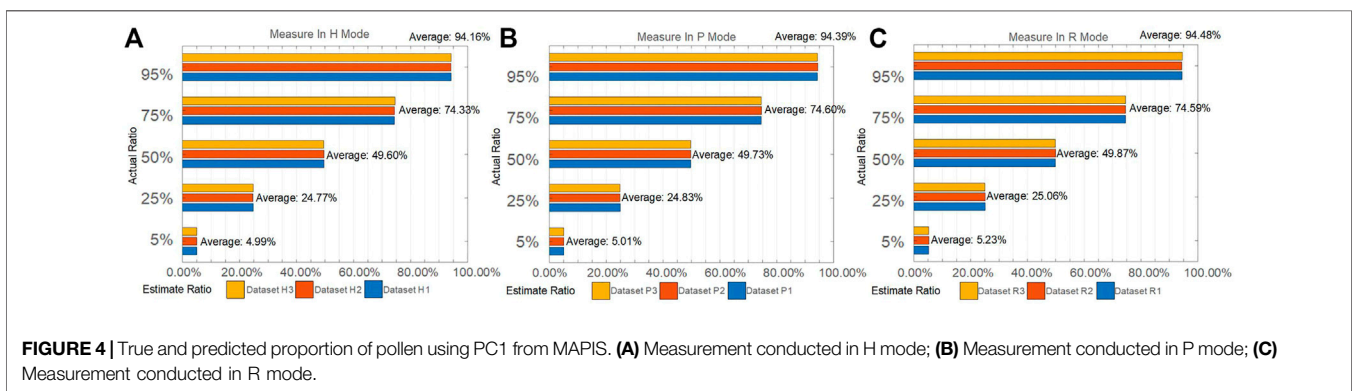 A
Measure In H Mode
Average: 94.16%
95%
75%
Average: 74.33%
50%
Average: 49.60%
25%
Average: 24.77%
5%
Average: 4.99%
Actual Ratio
0.00% 20.00% 40.00% 60.00% 80.00% 100.00%
Estimate Ratio Dataset H3 Dataset H2 Dataset H1
B
Measure In P Mode
Average: 94.39%
95%
75%
Average: 74.60%
50%
Average: 49.73%
25%
Average: 24.83%
5%
Average: 5.01%
Actual Ratio
0.00% 20.00% 40.00% 60.00% 80.00% 100.00%
Estimate Ratio Dataset P3 Dataset P2 Dataset P1
C
Measure In R Mode
Average: 94.48%
95%
75%
Average: 74.59%
50%
Average: 49.87%
25%
Average: 25.06%
5%
Average: 5.23%
Actual Ratio
0.00% 20.00% 40.00% 60.00% 80.00% 100.00%
Estimate Ratio Dataset R3 Dataset R2 Dataset R1
FIGURE 4 | True and predicted proportion of pollen using PC1 from MAPIS. (A) Measurement conducted in H mode; (B) Measurement conducted in P mode; (C)
Measurement conducted in R mode.